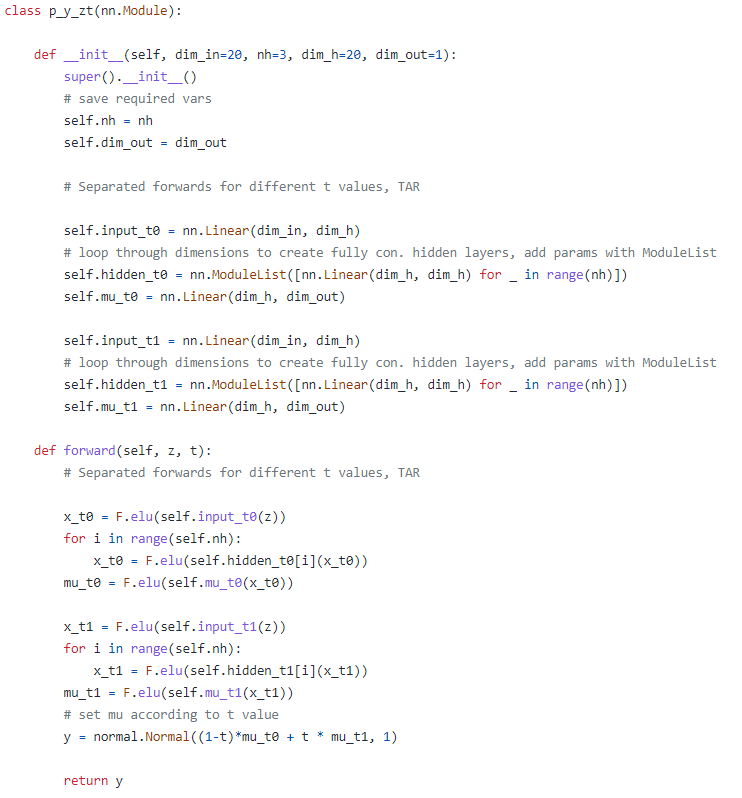 class p_y_zt(nn.Module):
def __init__(self, dim_in=20, nh=3, dim_h=20, dim_out=1):
super().__init__()
# save required vars
self.nh = nh
self.dim_out = dim_out
# Separated forwards for different t values, TAR
self.input_t0 = nn.Linear(dim_in, dim_h)
# loop through dimensions to create fully con. hidden layers, add params with ModuleList
self.hidden_t0 = nn.ModuleList([nn.Linear(dim_h, dim_h) for _ in range(nh)])
self.mu_t0 = nn.Linear(dim_h, dim_out)
self.input_t1 = nn.Linear(dim_in, dim_h)
# loop through dimensions to create fully con. hidden layers, add params with ModuleList
self.hidden_t1 = nn.ModuleList([nn.Linear(dim_h, dim_h) for _ in range(nh)])
self.mu_t1 = nn.Linear(dim_h, dim_out)
def forward(self, z, t):
# Separated forwards for different t values, TAR
x_t0 = F.elu(self.input_t0(z))
for i in range(self.nh):
x_t0 = F.elu(self.hidden_t0[i](x_t0))
mu_t0 = F.elu(self.mu_t0(x_t0))
x_t1 = F.elu(self.input_t1(z))
for i in range(self.nh):
x_t1 = F.elu(self.hidden_t1[i](x_t1))
mu_t1 = F.elu(self.mu_t1(x_t1))
# set mu according to t value
y = normal.Normal((1-t)*mu_t0 + t * mu_t1, 1)
return y